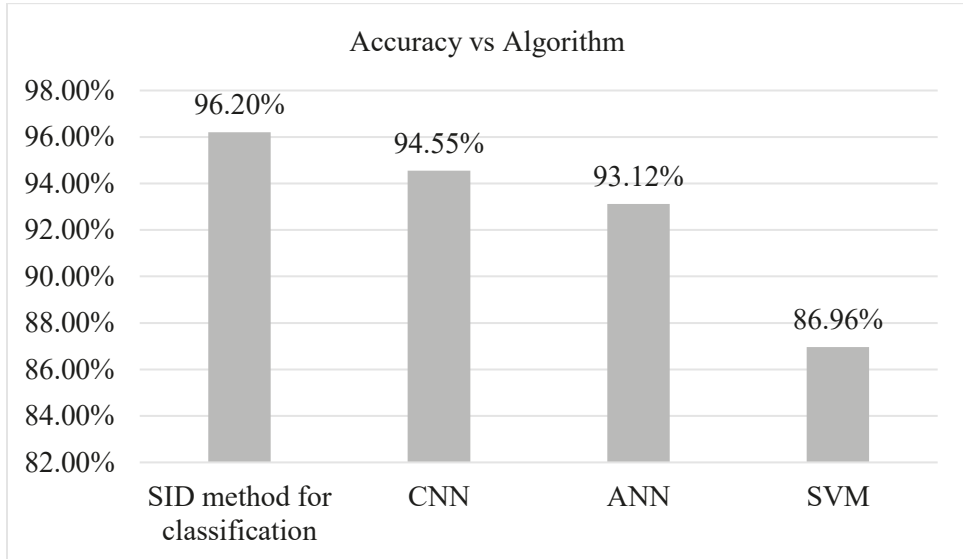 Accuracy vs Algorithm
98.00%
96.00%
94.00%
92.00%
90.00%
88.00%
86.00%
84.00%
82.00%
96.20%
94.55%
93.12%
86.96%
SID method for
classification
CNN
ANN
SVM